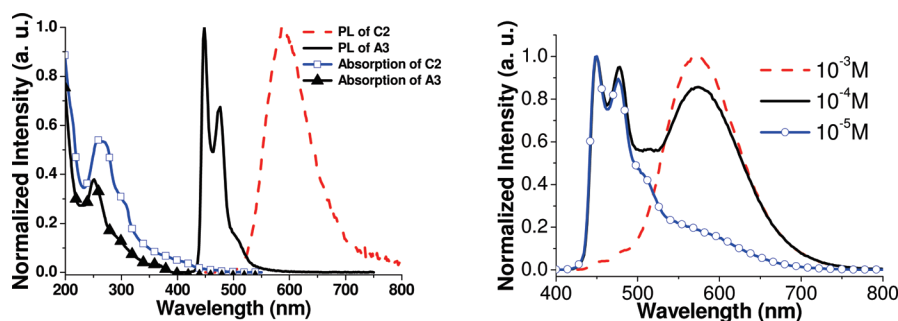 Normalized Intensity (a. u.)
1.0
0.8
0.6
0.4
0.2
0.0
200 300 400 500 600 700 800
Wavelength (nm)
PL of C2
PL of A3
Absorption of C2
Absorption of A3
Normalized Intensity (a. u.)
1.0
0.8
0.6
0.4
0.2
0.0
400 500 600 700 800
Wavelength (nm)
10⁻³M
10⁻⁴M
10⁻⁵M